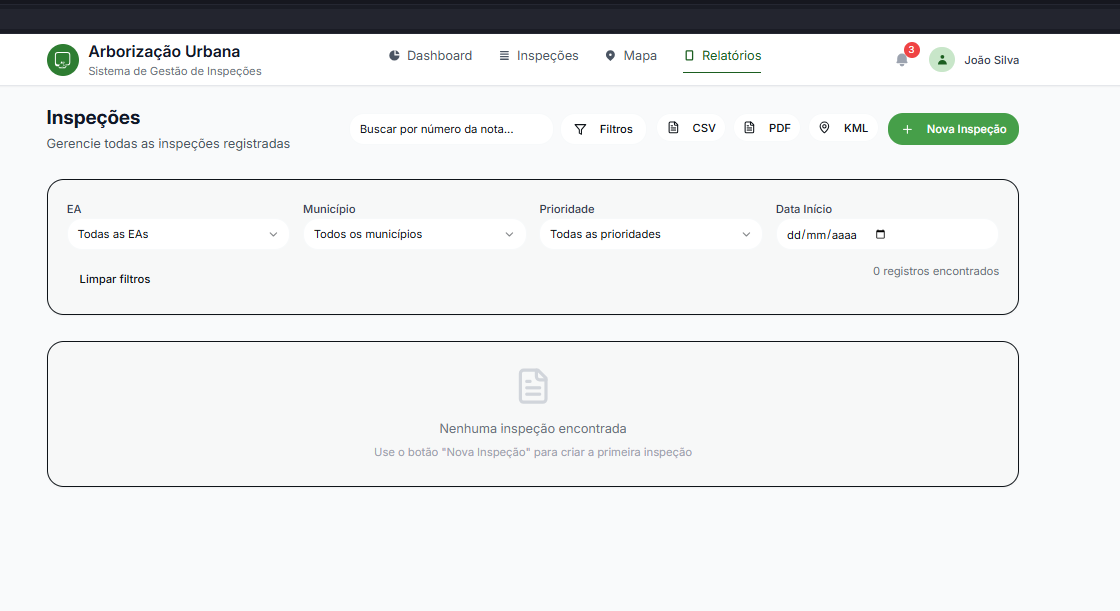 Arborização Urbana
Sistema de Gestão de Inspeções
Dashboard
Inspeções
Mapa
Relatórios
3
João Silva
Inspeções
Gerencie todas as inspeções registradas
Buscar por número da nota...
Filtros
CSV
PDF
KML
+ Nova Inspeção
EA
Município
Prioridade
Data Início
Todas as EAs
Todos os municípios
Todas as prioridades
dd/mm/aaaa
Limpar filtros
0 registros encontrados
Nenhuma inspeção encontrada
Use o botão "Nova Inspeção" para criar a primeira inspeção